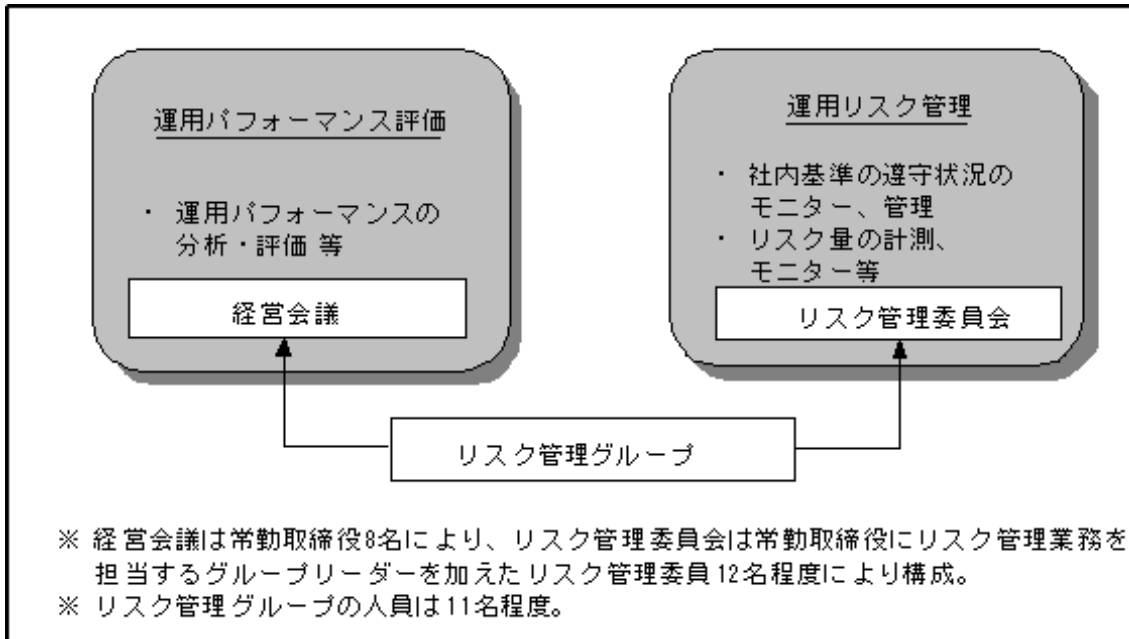 運用パフォーマンス評価
・ 運用パフォーマンスの
分析・評価 等
経営会議
運用リスク管理
・ 社内基準の遵守状況の
モニター、管理
・ リスク量の計測、
モニター等
リスク管理委員会
リスク管理グループ
※ 経営会議は常勤取締役8名により、リスク管理委員会は常勤取締役にリスク管理業務を
担当するグループリーダーを加えたリスク管理委員12名程度により構成。
※ リスク管理グループの人員は11名程度。